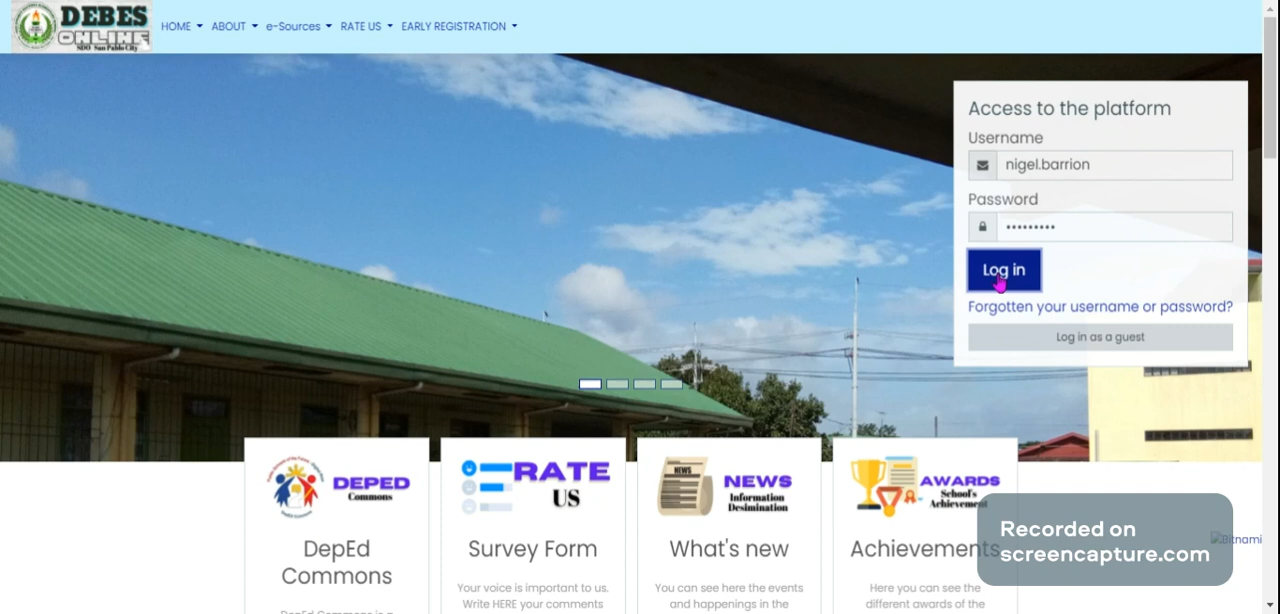 DEBES
ONLINE
SDO San Pablo City
HOME
ABOUT
e-Sources
RATE US
EARLY REGISTRATION
Access to the platform
Username
nigel.barrion
Password
•••••••••
Log in
Forgotten your username or password?
Log in as a guest
DEPED
Commons
RATE
US
NEWS
NEWS
Information
Desimination
AWARDS
School's
Achievement
DepEd
Commons
Survey Form
What's new
Achievements
Your voice is important to us.
Write HERE your comments
You can see here the events
and happenings in the
Here you can see the
different awards of the
DepEd Commons is a
Recorded on
screencapture.com
Bitnami